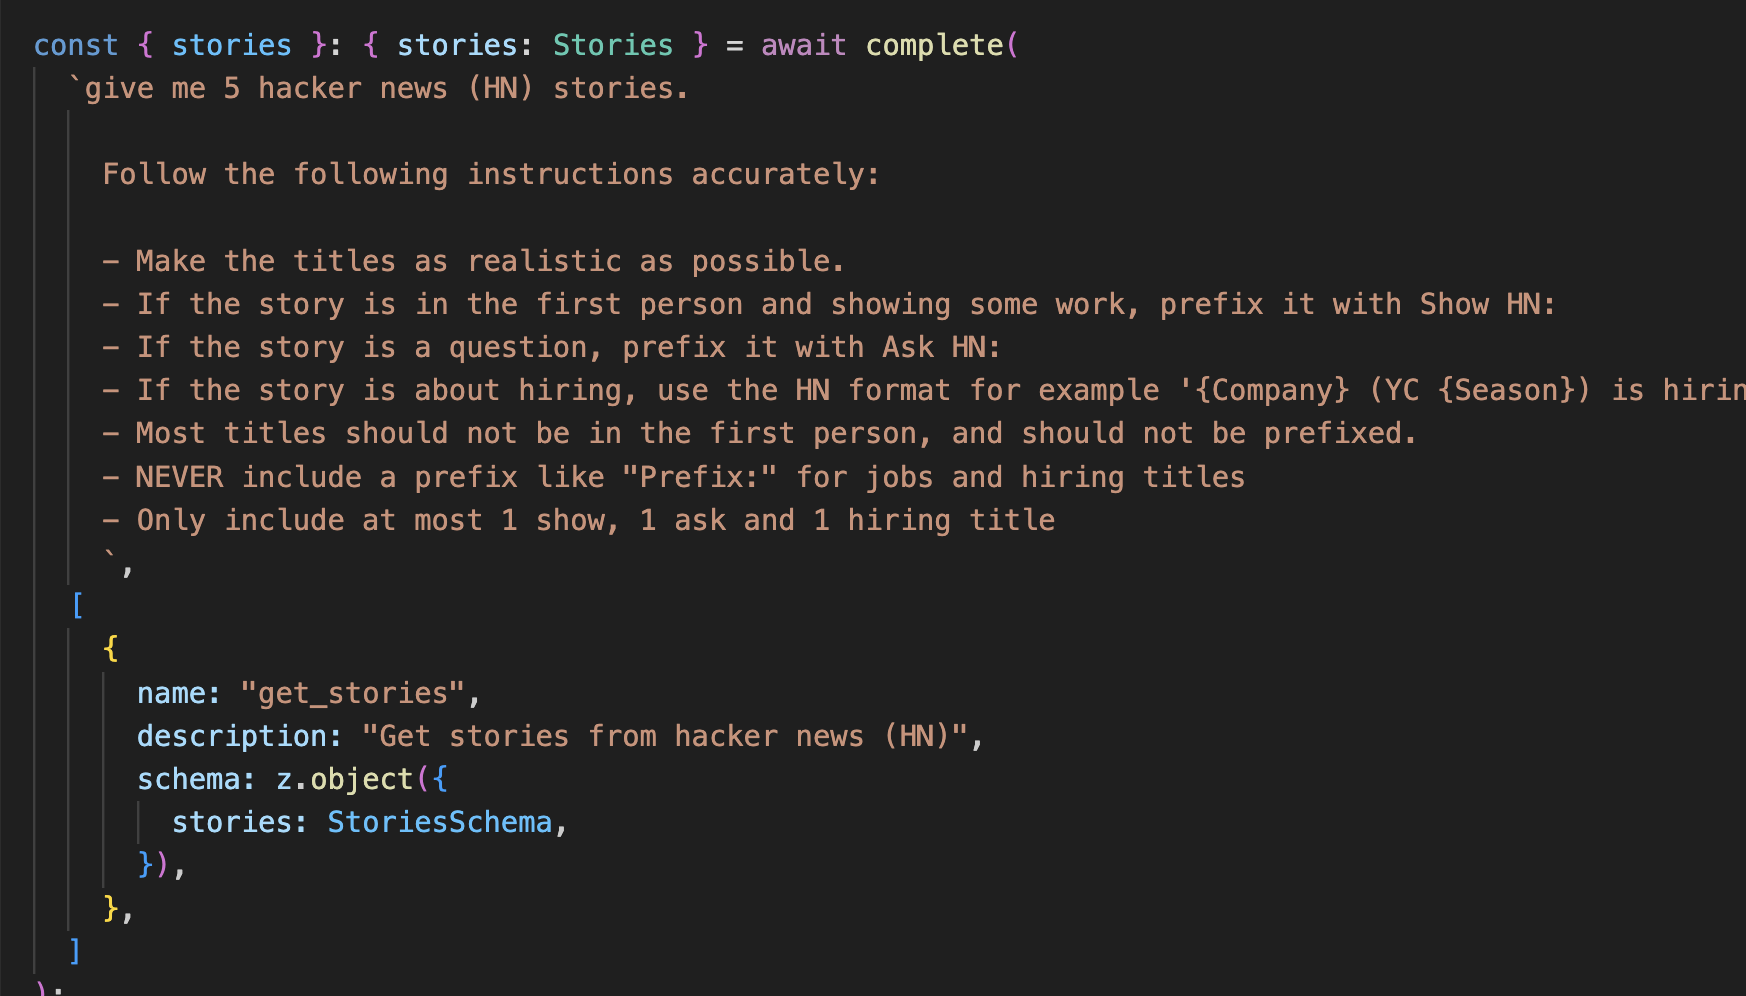 const { stories }: { stories: Stories } = await complete(
`give me 5 hacker news (HN) stories.
Follow the following instructions accurately:
- Make the titles as realistic as possible.
- If the story is in the first person and showing some work, prefix it with Show HN:
- If the story is a question, prefix it with Ask HN:
- If the story is about hiring, use the HN format for example '{Company} (YC {Season}) is hirin
- Most titles should not be in the first person, and should not be prefixed.
- NEVER include a prefix like "Prefix:" for jobs and hiring titles
- Only include at most 1 show, 1 ask and 1 hiring title
`,
[
{
name: "get_stories",
description: "Get stories from hacker news (HN)",
schema: z.object({
stories: StoriesSchema,
}),
},
]
);